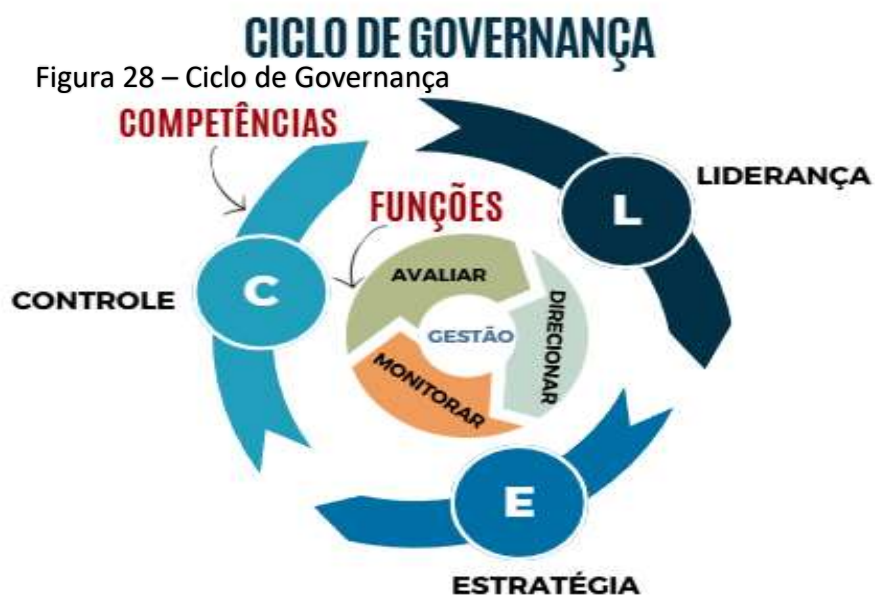 CICLO DE GOVERNANÇA
Figura 28 – Ciclo de Governança
COMPETÊNCIAS
LIDERANÇA
L
FUNÇÕES
AVALIAR
CONTROLE
C
DIRECIONAR
GESTÃO
MONITORAR
E
ESTRATÉGIA